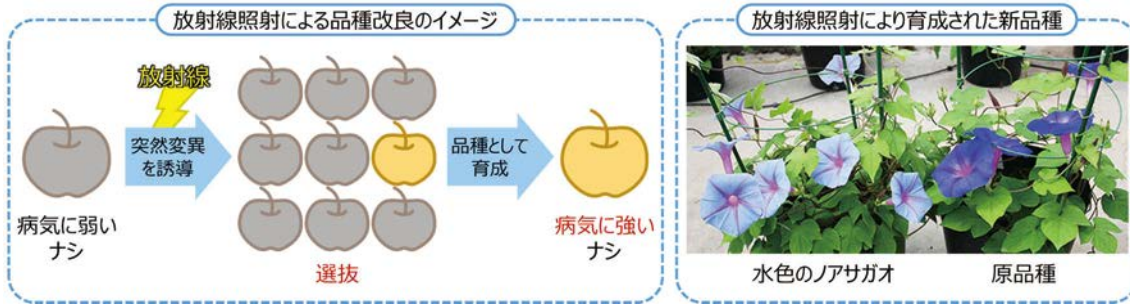 放射線照射による品種改良のイメージ
放射線
突然変異
を誘導
品種として
育成
病気に弱い
ナシ
選抜
病気に強い
ナシ
放射線照射により育成された新品種
水色のノアサガオ
原品種